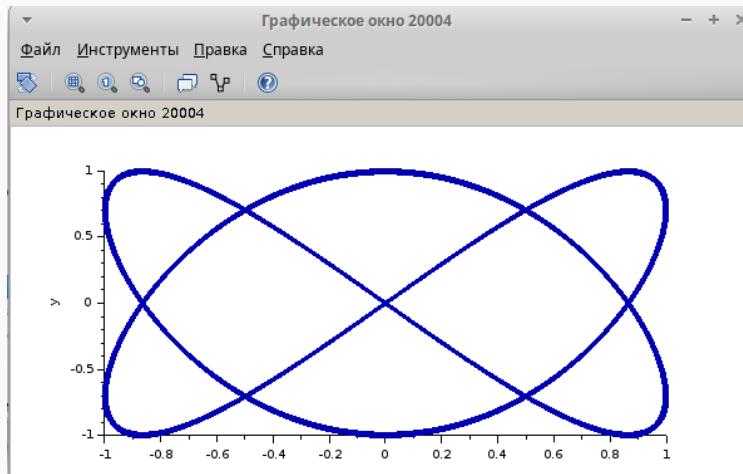 Графическое окно 20004
Файл Инструменты Правка Справка
Графическое окно 20004
1
0.5
0
-0.5
-1
y
-1 -0.8 -0.6 -0.4 -0.2 0 0.2 0.4 0.6 0.8 1